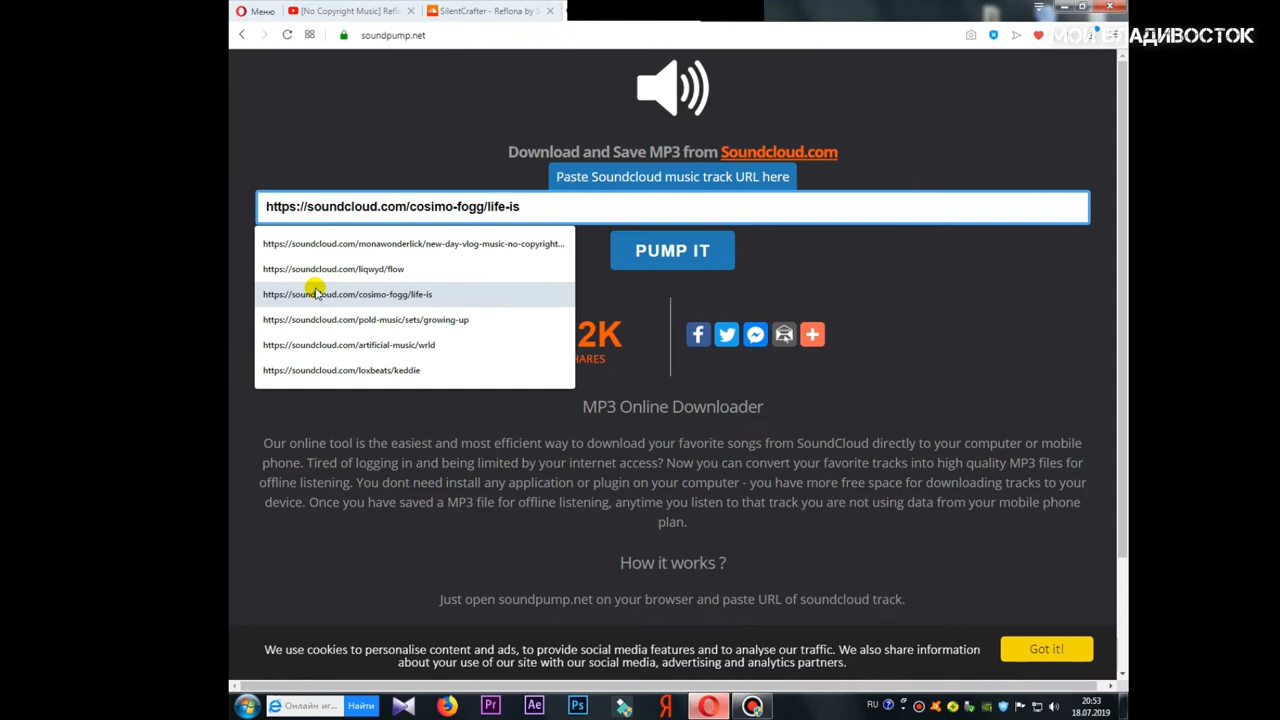 Меню
[No Copyright Music] Reflo
SilentCrafter - Reflona by S
soundpump.net
МОЙ ВЛАДИВОСТОК
Download and Save MP3 from Soundcloud.com
Paste Soundcloud music track URL here
https://soundcloud.com/cosimo-fogg/life-is
https://soundcloud.com/monawonderlick/new-day-vlog-music-no-copyright...
https://soundcloud.com/liqwyd/flow
https://soundcloud.com/cosimo-fogg/life-is
https://soundcloud.com/pold-music/sets/growing-up
https://soundcloud.com/artificial-music/wrld
https://soundcloud.com/loxbeats/keddie
PUMP IT
2K
HARES
MP3 Online Downloader
Our online tool is the easiest and most efficient way to download your favorite songs from SoundCloud directly to your computer or mobile
phone. Tired of logging in and being limited by your internet access? Now you can convert your favorite tracks into high quality MP3 files for
offline listening. You dont need install any application or plugin on your computer - you have more free space for downloading tracks to your
device. Once you have saved a MP3 file for offline listening, anytime you listen to that track you are not using data from your mobile phone
plan.
How it works ?
Just open soundpump.net on your browser and paste URL of soundcloud track.
We use cookies to personalise content and ads, to provide social media features and to analyse our traffic. We also share information
about your use of our site with our social media, advertising and analytics partners.
Got it!
Онлайн иг...
Найти
Pr
Ae
Ps
Я
RU
20:53
18.07.2019